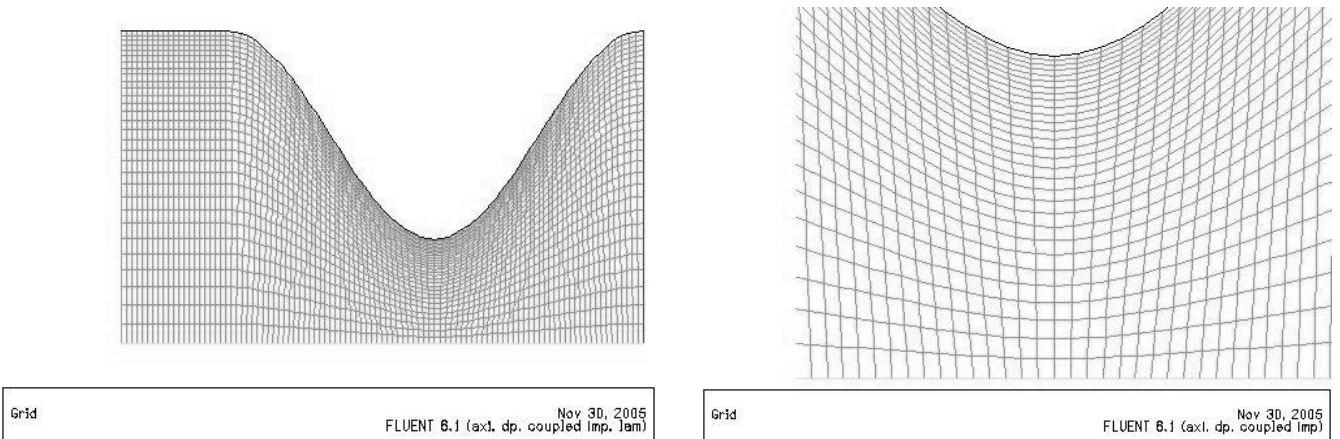 Grid
Nov 30, 2005
FLUENT 6.1 (axi, dp, coupled imp, lam)
Grid
Nov 30, 2005
FLUENT 6.1 (axi, dp, coupled imp)